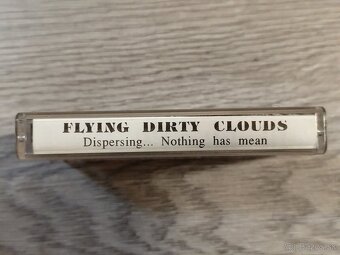 FLYING DIRTY CLOUDS
Dispersing... Nothing has mean